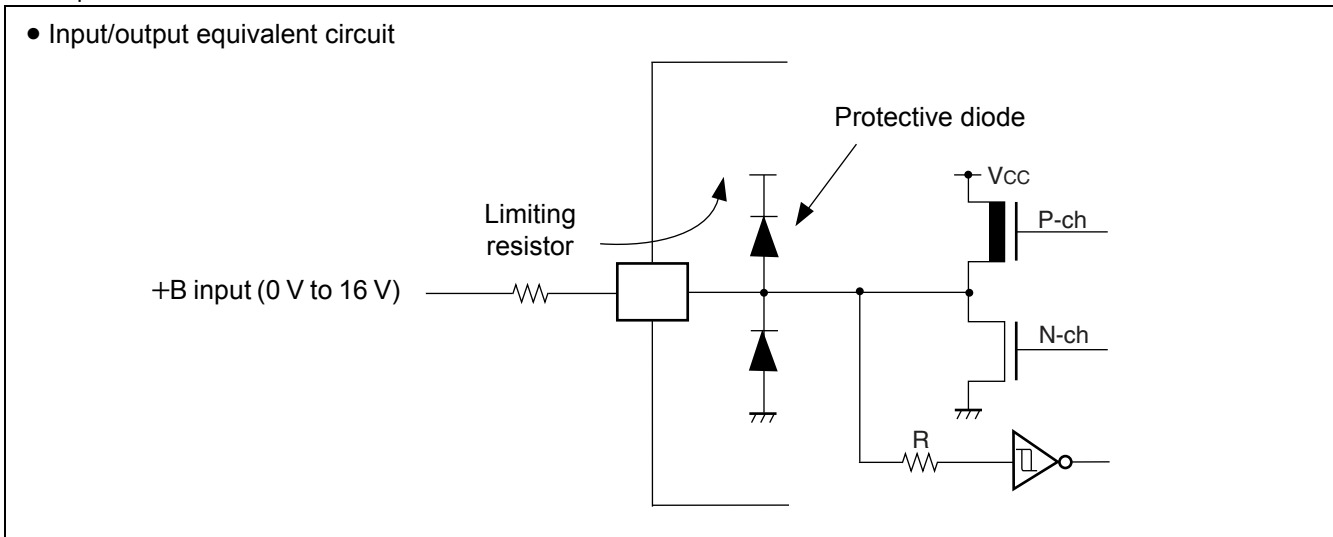 ● Input/output equivalent circuit
Protective diode
VCC
Limiting
resistor
P-ch
+B input (0 V to 16 V)
N-ch
R